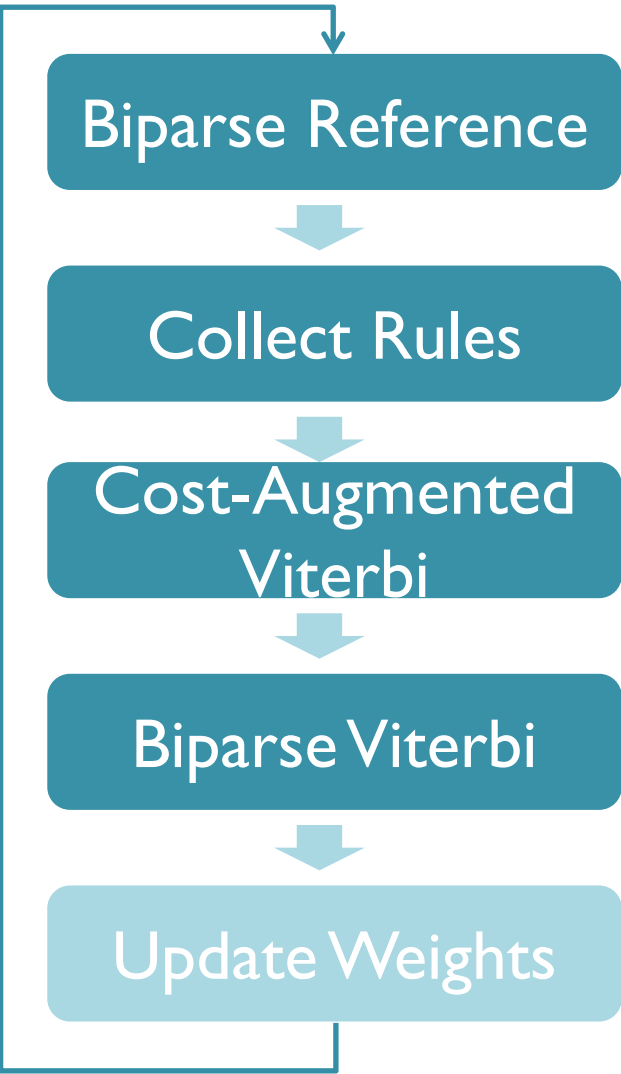 Biparse Reference
Collect Rules
Cost-Augmented
Viterbi
Biparse Viterbi
Update Weights